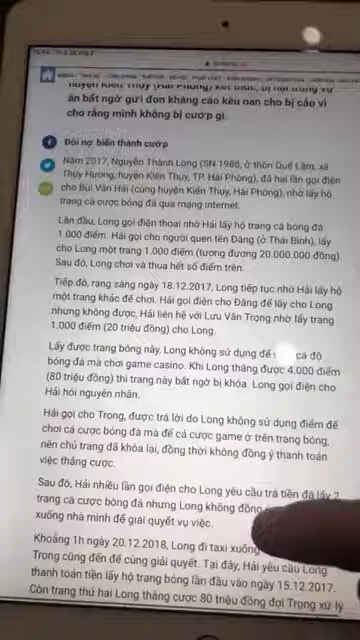 huyện Kiến Thụy (Hải Phòng) kết thúc, bị hại trong vụ
án bất ngờ gửi đơn kháng cáo kêu oan cho bị cáo vì
cho rằng mình không bị cướp gì.
Đòi nợ biến thành cướp
Năm 2017, Nguyễn Thành Long (SN 1988, ở thôn Quế Lâm, xã
Thụy Hương, huyện Kiến Thụy, TP. Hải Phòng), đã hai lần gọi điện
cho Bùi Văn Hải (cùng huyện Kiến Thụy, Hải Phòng), nhờ lấy hộ
trang cá cược bóng đá qua mạng internet.
Lần đầu, Long gọi điện thoại nhờ Hải lấy hộ trang cá bóng đá
1.000 điểm. Hải gọi cho người quen tên Đăng (ở Thái Bình), lấy
cho Long một trang 1.000 điểm (tương đương 20.000.000 đồng).
Sau đó, Long chơi và thua hết số điểm trên.
Tiếp đó, rạng sáng ngày 18.12.2017, Long tiếp tục nhờ Hải lấy hộ
một trang khác để chơi. Hải gọi điện cho Đăng để lấy cho Long
nhưng không được, Hải liên hệ với Lưu Văn Trọng nhờ lấy trang
1.000 điểm (20 triệu đồng) cho Long.
Lấy được trang bóng này, Long không sử dụng để cá độ
bóng đá mà chơi game casino. Khi Long thắng được 4.000 điểm
(80 triệu đồng) thì trang này bất ngờ bị khóa. Long gọi điện cho
Hải hỏi nguyên nhân.
Hải gọi cho Trọng, được trả lời do Long không sử dụng điểm để
chơi cá cược bóng đá mà để cá cược game ở trên trang bóng,
nên chủ trang đã khóa lại, đồng thời không đồng ý thanh toán
việc thắng cược.
Sau đó, Hải nhiều lần gọi điện cho Long yêu cầu trả tiền đã lấy 2
trang cá cược bóng đá nhưng Long không đồng
xuống nhà mình để giải quyết vụ việc.
Khoảng 1h ngày 20.12.2018, Long đi taxi xuống
Trọng cũng đến để cùng giải quyết. Tại đây, Hải yêu cầu Long
thanh toán tiền lấy hộ trang bóng lần đầu vào ngày 15.12.2017.
Còn trang thứ hai Long thắng cược 80 triệu đồng đợi Trọng xử lý